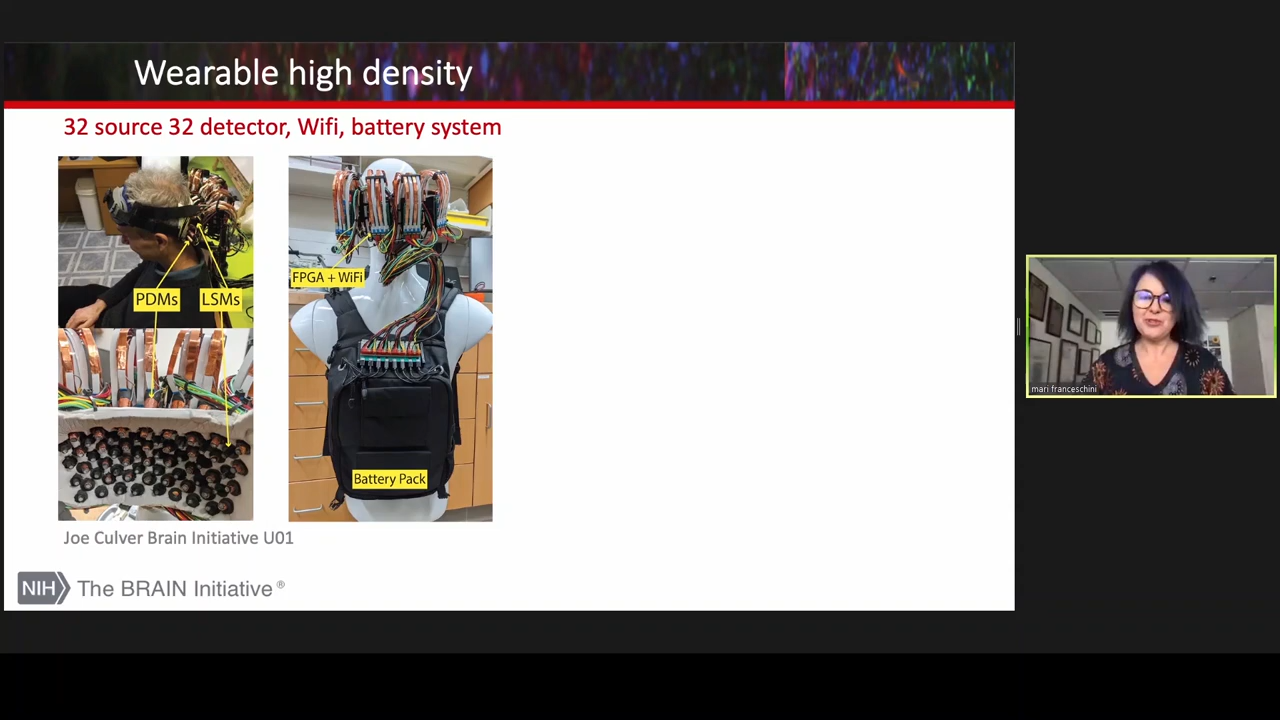 Wearable high density
32 source 32 detector, Wifi, battery system
PDMs
LSMs
FPGA + WiFi
Battery Pack
Joe Culver Brain Initiative U01
NIH
The BRAIN Initiative®
mari franceschini